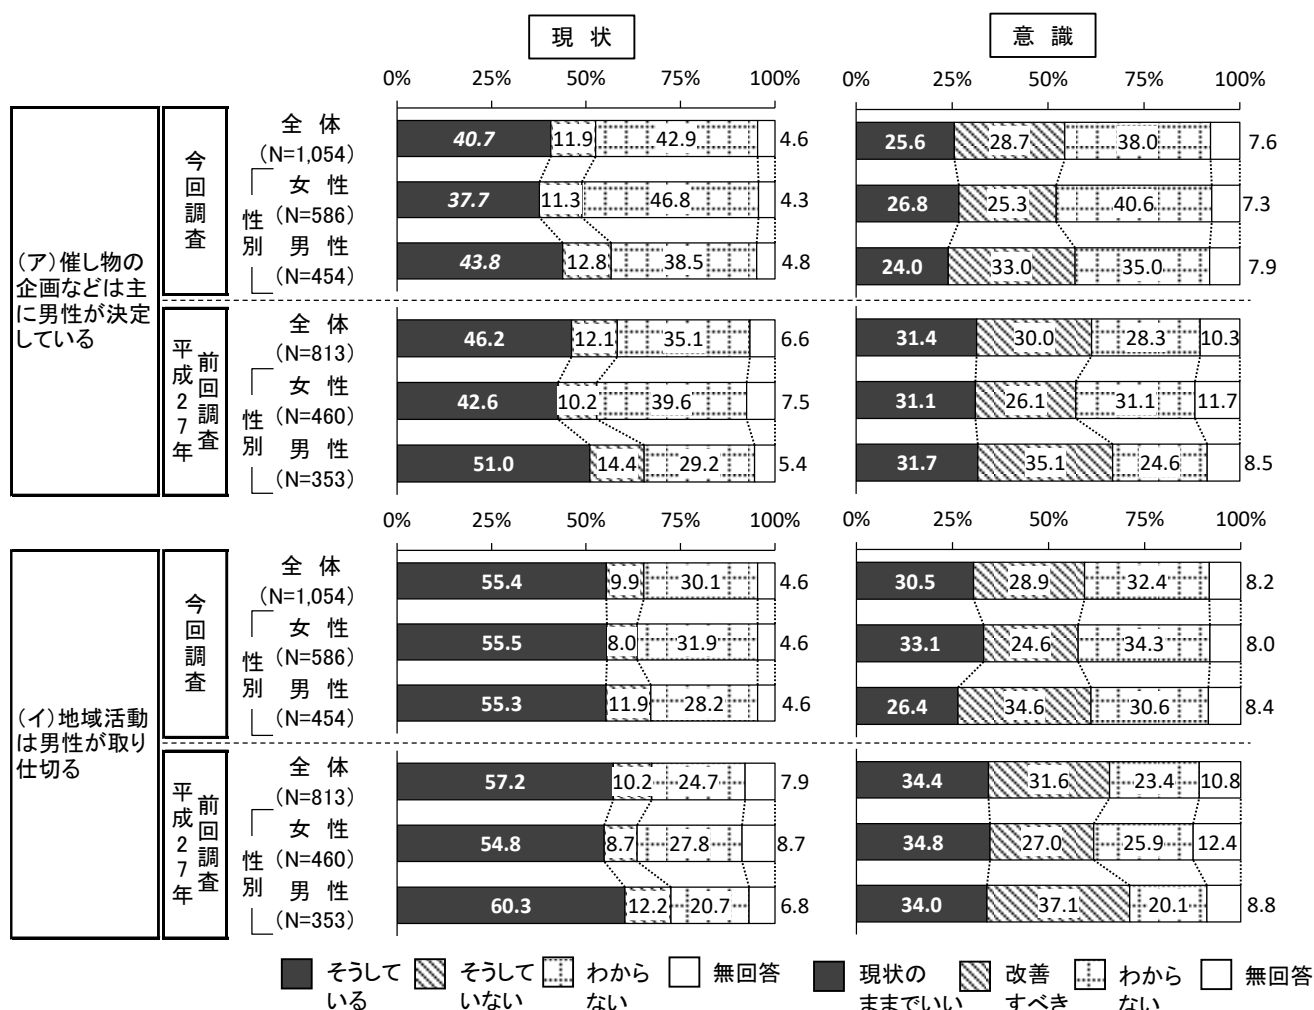 現 状
意 識
0% 25% 50% 75% 100%
0% 25% 50% 75% 100%
(ア)催し物の
企画などは主
に男性が決定
している
今回調査
全 体
(N=1,054)
40.7 11.9 42.9 4.6
25.6 28.7 38.0 7.6
性別
女 性
(N=586)
37.7 11.3 46.8 4.3
26.8 25.3 40.6 7.3
男 性
(N=454)
43.8 12.8 38.5 4.8
24.0 33.0 35.0 7.9
前回調査
平成27年
全 体
(N=813)
46.2 12.1 35.1 6.6
31.4 30.0 28.3 10.3
性別
女 性
(N=460)
42.6 10.2 39.6 7.5
31.1 26.1 31.1 11.7
男 性
(N=353)
51.0 14.4 29.2 5.4
31.7 35.1 24.6 8.5
0% 25% 50% 75% 100%
0% 25% 50% 75% 100%
(イ)地域活動
は男性が取り
仕切る
今回調査
全 体
(N=1,054)
55.4 9.9 30.1 4.6
30.5 28.9 32.4 8.2
性別
女 性
(N=586)
55.5 8.0 31.9 4.6
33.1 24.6 34.3 8.0
男 性
(N=454)
55.3 11.9 28.2 4.6
26.4 34.6 30.6 8.4
前回調査
平成27年
全 体
(N=813)
57.2 10.2 24.7 7.9
34.4 31.6 23.4 10.8
性別
女 性
(N=460)
54.8 8.7 27.8 8.7
34.8 27.0 25.9 12.4
男 性
(N=353)
60.3 12.2 20.7 6.8
34.0 37.1 20.1 8.8
そうして
いる
そうして
いない
わから
ない
無回答
現状の
ままでいい
改善
すべき
わから
ない
無回答